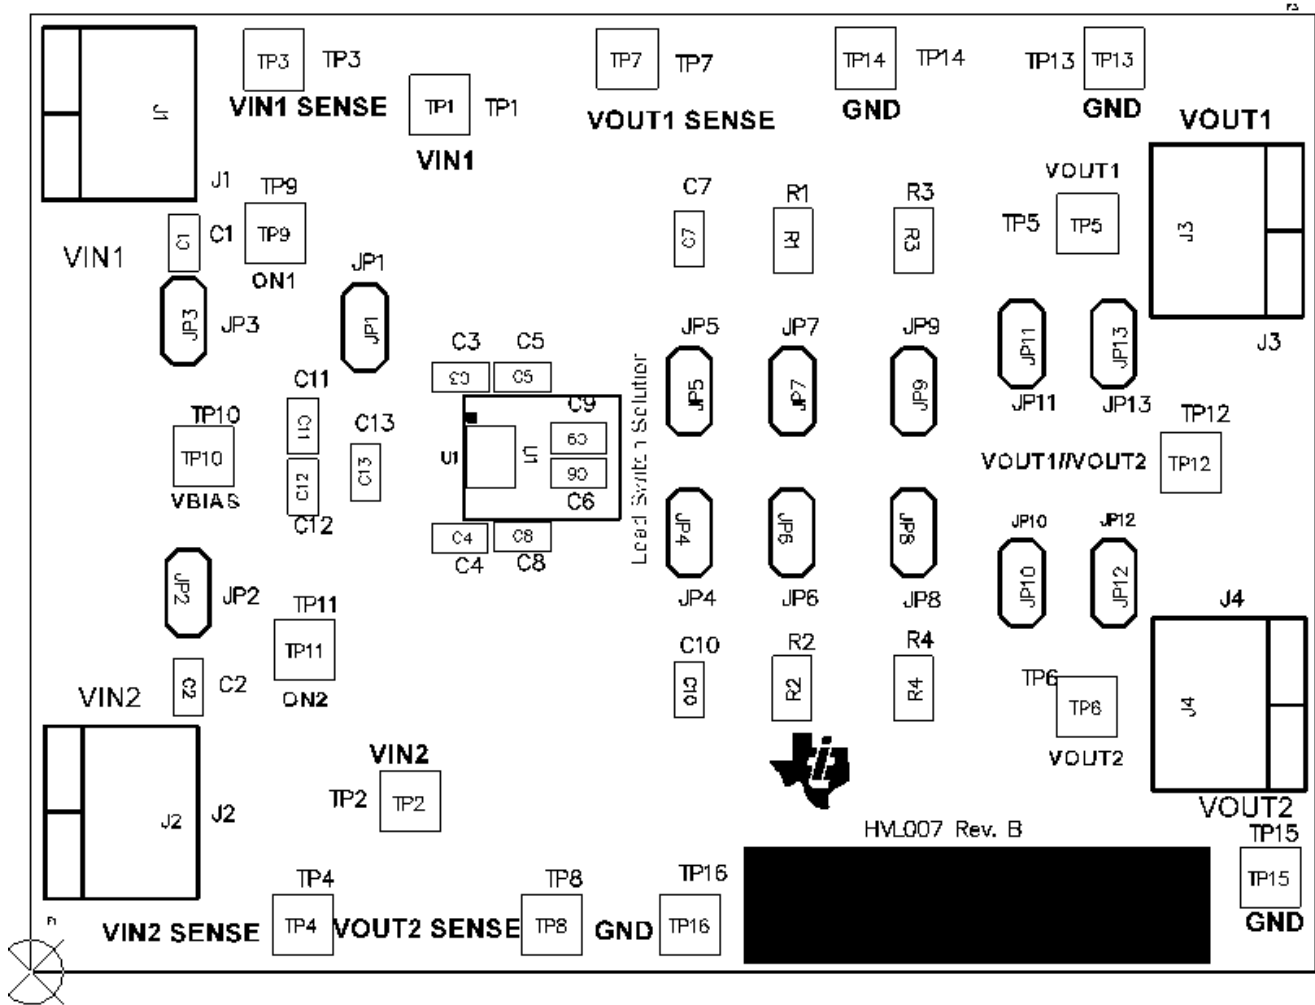 TP3 TP3
VIN1 SENSE
TP1 TP1
VIN1
TP7 TP7
VOUT1 SENSE
TP14 TP14
GND
TP13 TP13
GND
VOUT1
J1
J1
VIN1
TP9
TP9
ON1
C1 C1
JP3 JP3
JP1
JP1
C7
C7
R1
R1
R3
R3
VOUT1
TP5 TP5
J3
J3
C3 C5
C3 C5
C9
C9
U1 U1
C6
C6
C4 C8
C4 C8
Load Switch Solution
JP5
JP5
JP7
JP7
JP9
JP9
JP11
JP11
JP13
JP13
TP10
TP10
VBIAS
C11
C11
C12
C12
C13
C13
TP12
VOUT1//VOUT2 TP12
JP4
JP4
JP6
JP6
JP8
JP8
JP10
JP10
JP12
JP12
JP2 JP2
TP11
TP11
ON2
C2 C2
VIN2
C10
C10
R2
R2
R4
R4
TP6
TP6
VOUT2
J4
J4
VOUT2
J2 J2
VIN2
TP2 TP2
HVL007 Rev. B
TP15
TP15
GND
TP4
VIN2 SENSE TP4
TP8
VOUT2 SENSE TP8
TP16
GND TP16